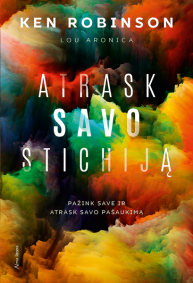 KEN ROBINSON
LOU ARONICA
ATRASK
SAVO
STICHIJĄ
PAŽINK SAVE IR
ATRASK SAVO PAŠAUKIMĄ